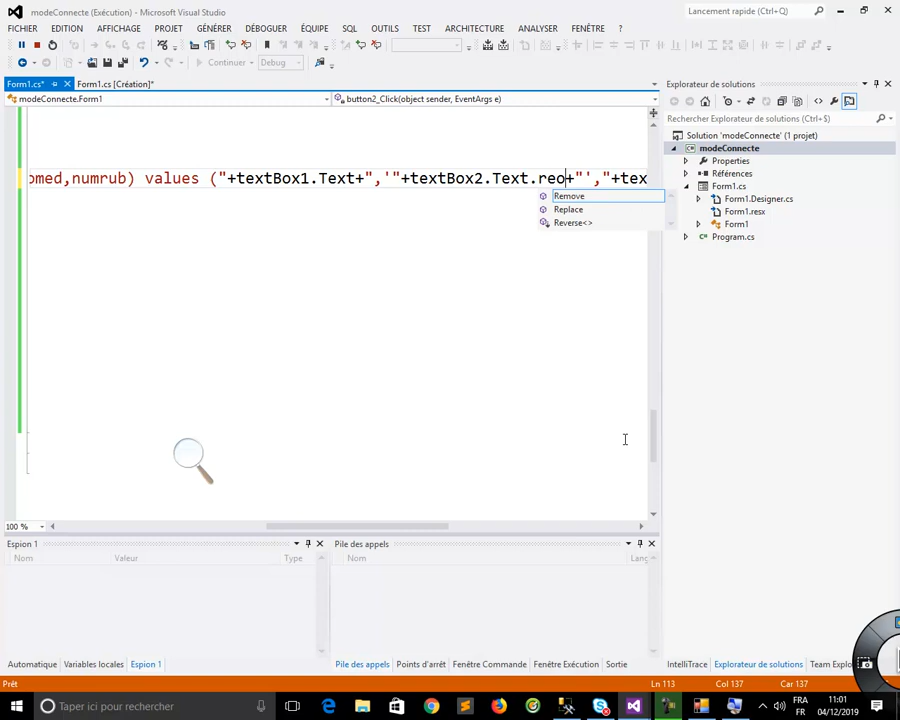 modeConnecte (Exécution) - Microsoft Visual Studio
Lancement rapide (Ctrl+Q)
FICHIER EDITION AFFICHAGE PROJET GÉNÉRER DÉBOGUER ÉQUIPE SQL OUTILS TEST ARCHITECTURE ANALYSER FENÊTRE ?
Continuer Debug
Form1.cs* Form1.cs [Création]*
modeConnecte.Form1 button2_Click(object sender, EventArgs e)
omed,numrub) values ("+textBox1.Text+",'"+textBox2.Text.reo+"',"+tex
Remove
Replace
Reverse<>
100 %
Explorateur de solutions
Rechercher Explorateur de solutions (Ctrl+$)
Solution 'modeConnecte' (1 projet)
modeConnecte
Properties
Références
Form1.cs
Form1.Designer.cs
Form1.resx
Form1
Program.cs
Espion 1
Nom Valeur Type
Pile des appels
Nom Lang
Automatique Variables locales Espion 1
Pile des appels Points d'arrêt Fenêtre Commande Fenêtre Exécution Sortie
IntelliTrace Explorateur de solutions Team Explo
Prêt Ln 113 Col 137 Car 137
Taper ici pour rechercher
FRA
FR
11:01
04/12/2019